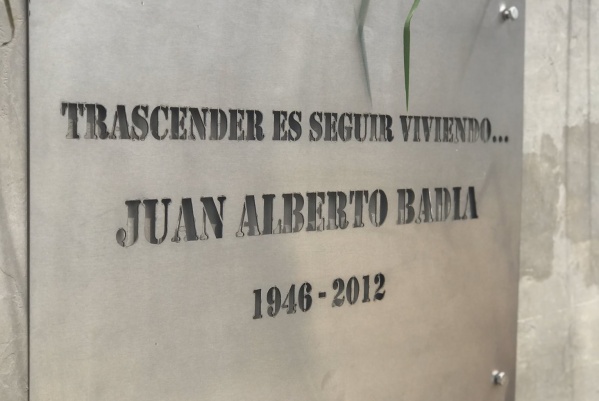 TRASCENDER ES SEGUIR VIVIENDO...
JUAN ALBERTO BADIA
1946 - 2012